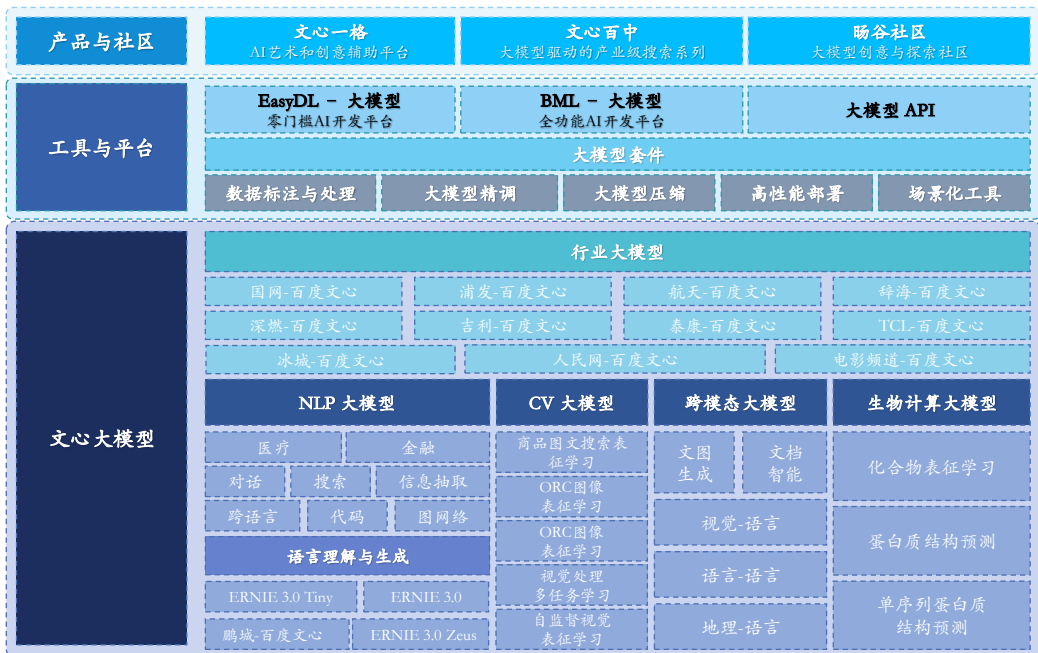 产品与社区
文心一格
AI艺术和创意辅助平台
文心百中
大模型驱动的产业级搜索系列
旸谷社区
大模型创意与探索社区
工具与平台
EasyDL - 大模型
零门槛AI开发平台
BML - 大模型
全功能AI开发平台
大模型 API
大模型套件
数据标注与处理
大模型精调
大模型压缩
高性能部署
场景化工具
文心大模型
行业大模型
国网-百度文心
浦发-百度文心
航天-百度文心
辞海-百度文心
深燃-百度文心
吉利-百度文心
泰康-百度文心
TCL-百度文心
冰城-百度文心
人民网-百度文心
电影频道-百度文心
NLP 大模型
医疗
金融
对话
搜索
信息抽取
跨语言
代码
图网络
语言理解与生成
ERNIE 3.0 Tiny
ERNIE 3.0
鹏城-百度文心
ERNIE 3.0 Zeus
CV 大模型
商品图文搜索表
征学习
ORC图像
表征学习
ORC图像
表征学习
视觉处理
多任务学习
自监督视觉
表征学习
跨模态大模型
文图
生成
文档
智能
视觉-语言
语言-语言
地理-语言
生物计算大模型
化合物表征学习
蛋白质结构预测
单序列蛋白质
结构预测